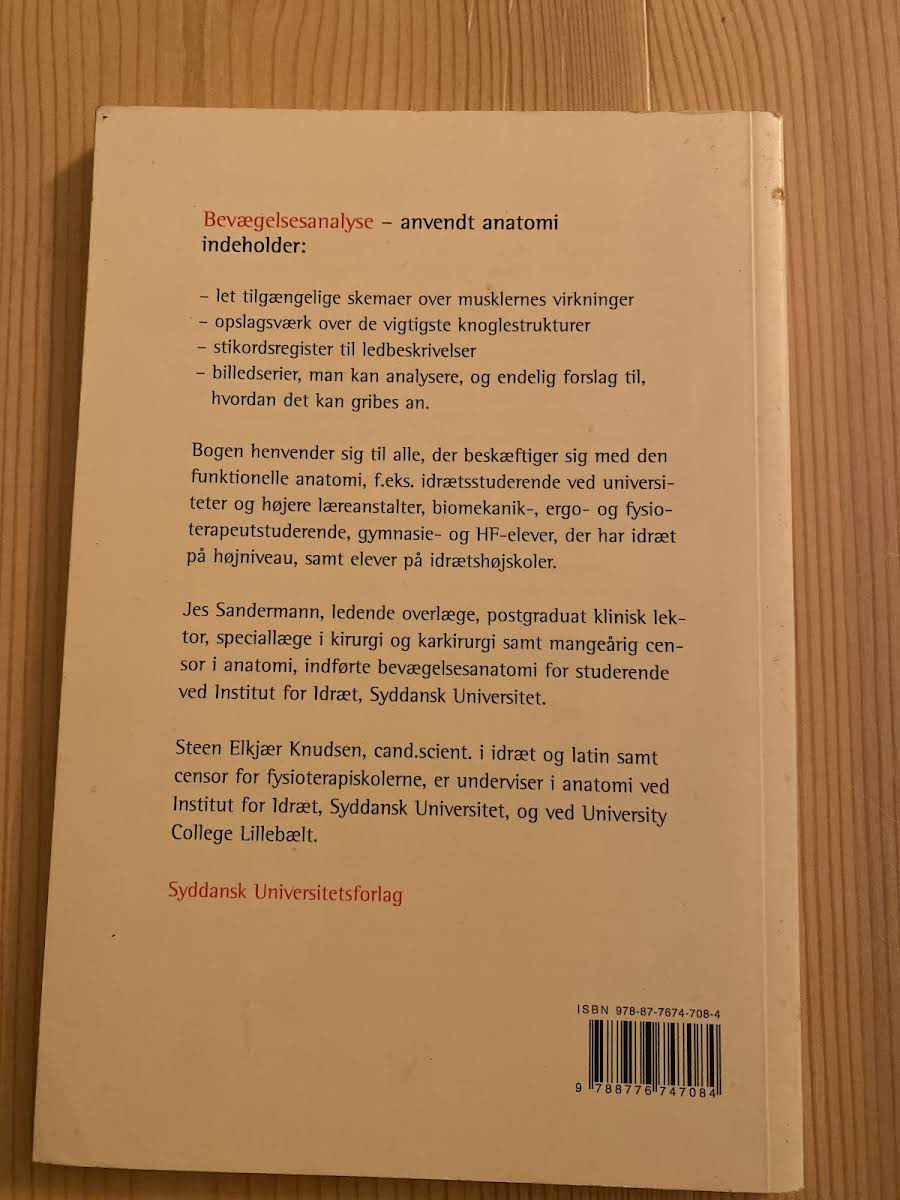 Bevægelsesanalyse – anvendt anatomi
indeholder:
– let tilgængelige skemaer over musklernes virkninger
– opslagsværk over de vigtigste knoglestrukturer
– stikordsregister til ledbeskrivelser
– billedserier, man kan analysere, og endelig forslag til,
hvordan det kan gribes an.
Bogen henvender sig til alle, der beskæftiger sig med den
funktionelle anatomi, f.eks. idrætsstuderende ved universi-
teter og højere læreanstalter, biomekanik-, ergo- og fysio-
terapeutstuderende, gymnasie- og HF-elever, der har idræt
på højniveau, samt elever på idrætshøjskoler.
Jes Sandermann, ledende overlæge, postgraduat klinisk lek-
tor, speciallæge i kirurgi og karkirurgi samt mangeårig cen-
sor i anatomi, indførte bevægelsesanatomi for studerende
ved Institut for Idræt, Syddansk Universitet.
Steen Elkjær Knudsen, cand.scient. i idræt og latin samt
censor for fysioterapiskolerne, er underviser i anatomi ved
Institut for Idræt, Syddansk Universitet, og ved University
College Lillebælt.
Syddansk Universitetsforlag
ISBN 978-87-7674-708-4
9 788776 747084